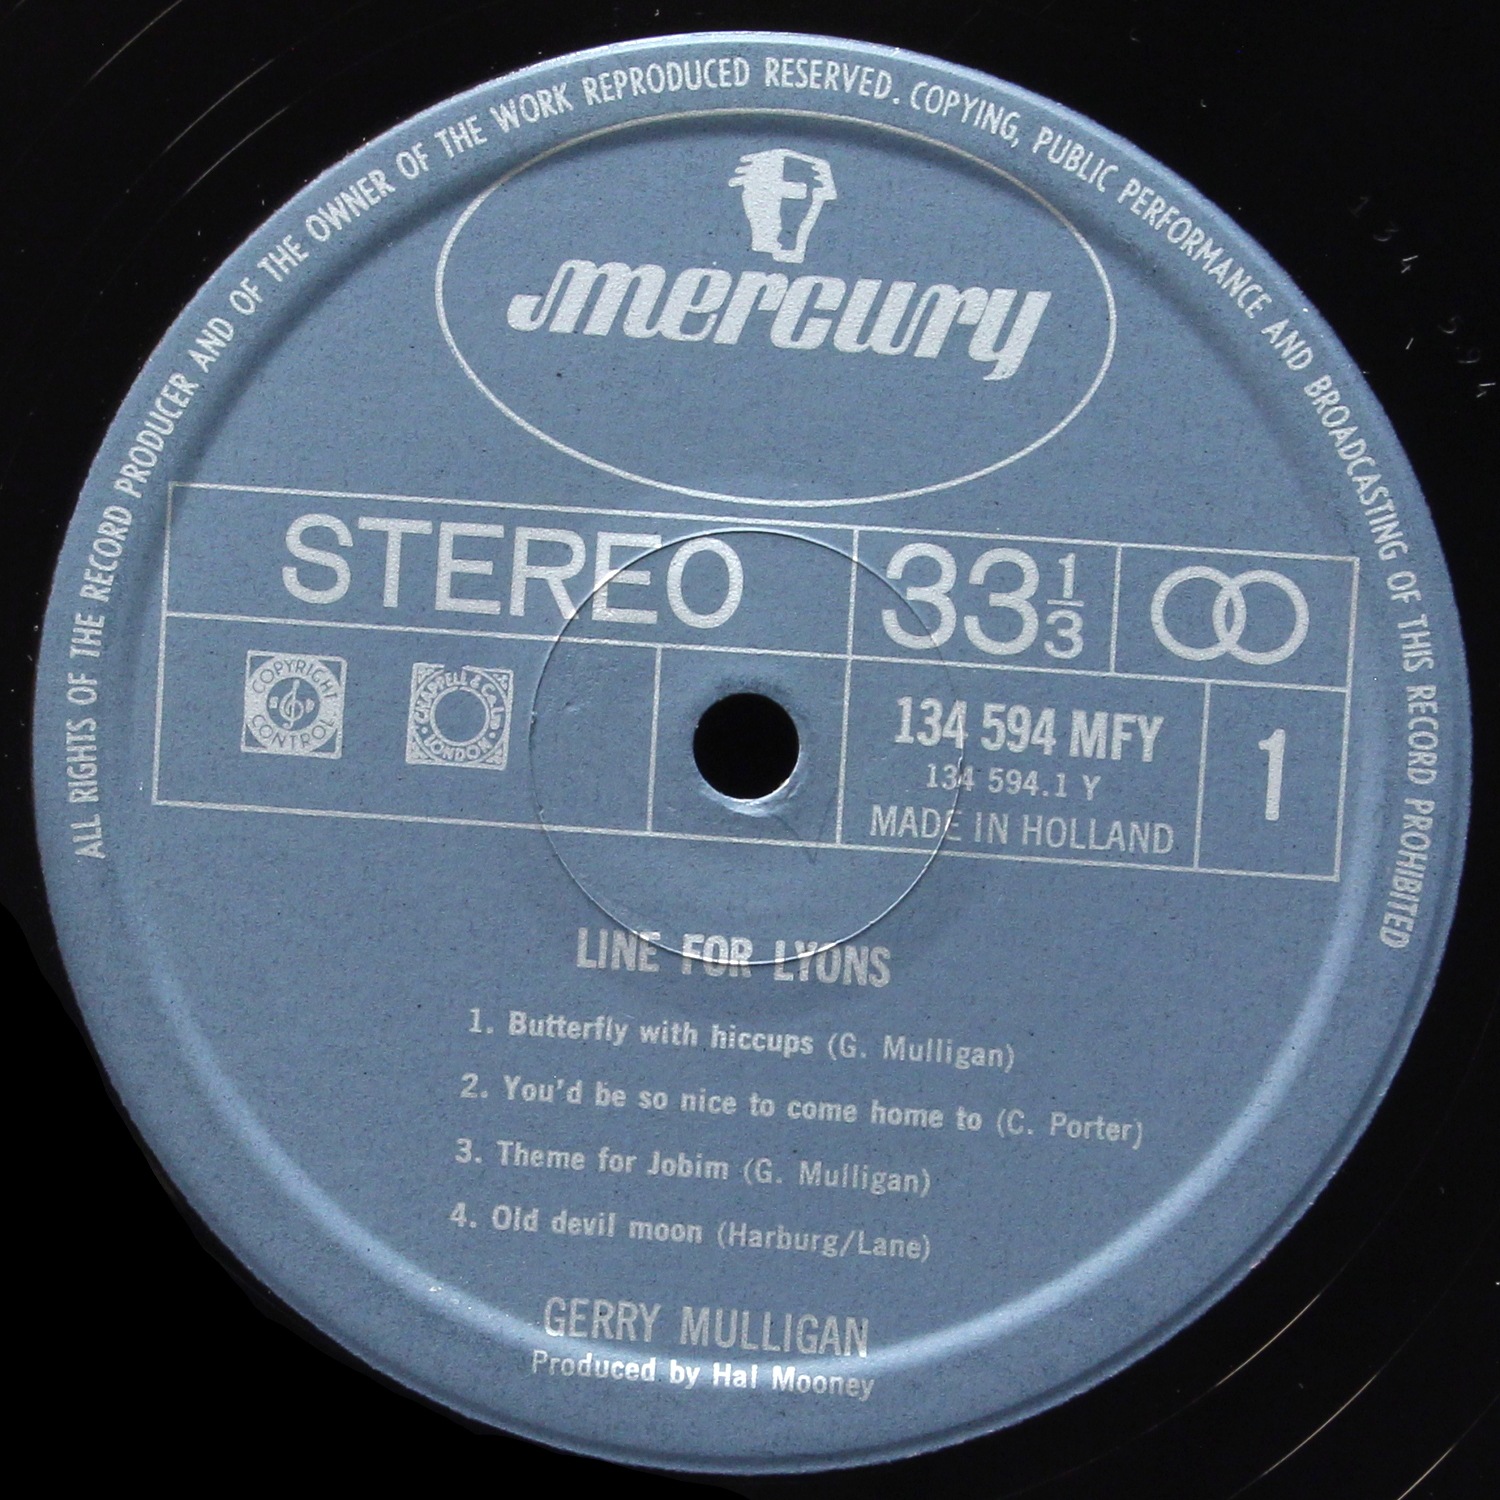 ALL RIGHTS OF THE RECORD PRODUCER AND OF THE OWNER OF THE WORK REPRODUCED RESERVED. COPYING, PUBLIC PERFORMANCE AND BROADCASTING OF THIS RECORD PROHIBITED
mercury
STEREO
33 1/3
COPYRIGHT CONTROL
CHAPPELL & CO. LTD LONDON
134 594 MFY
134 594.1 Y
MADE IN HOLLAND
1
LINE FOR LYONS
1. Butterfly with hiccups (G. Mulligan)
2. You'd be so nice to come home to (C. Porter)
3. Theme for Jobim (G. Mulligan)
4. Old devil moon (Harburg/Lane)
GERRY MULLIGAN
Produced by Hal Mooney